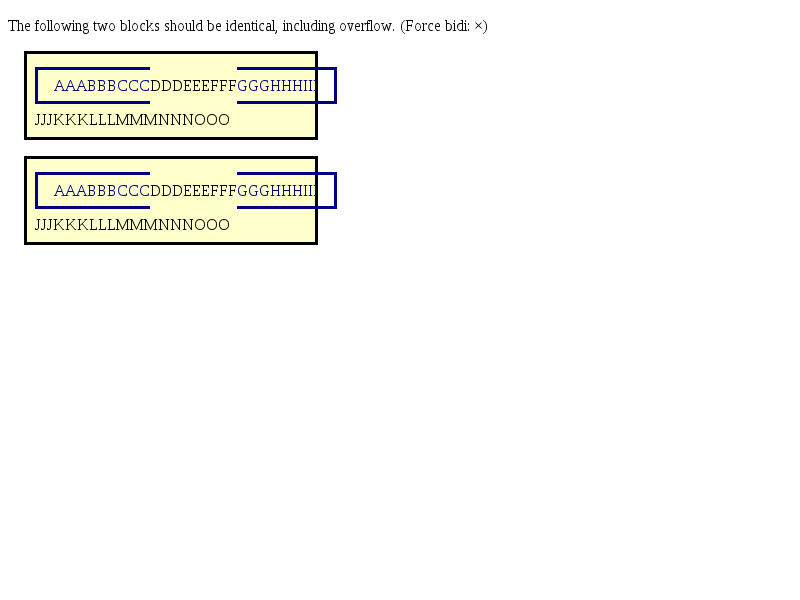 The following two blocks should be identical, including overflow. (Force bidi: ×)
AAABBBCCCDDDEEEFFFGGGHHHIII
JJJKKKLLLMMMNNNOOO
AAABBBCCCDDDEEEFFFGGGHHHIII
JJJKKKLLLMMMNNNOOO